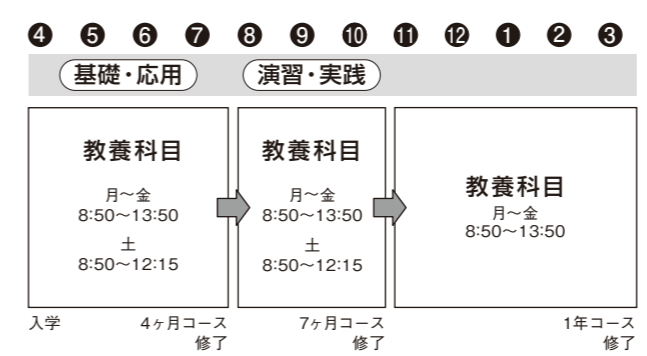 ❹ ❺ ❻ ❼ ❽ ❾ ❿ ⓫ ⓬ ❶ ❷ ❸
基礎・応用 演習・実践
教養科目
月～金
8:50～13:50
土
8:50～12:15
教養科目
月～金
8:50～13:50
土
8:50～12:15
教養科目
月～金
8:50～13:50
入学 4ヶ月コース
修了
7ヶ月コース
修了
1年コース
修了